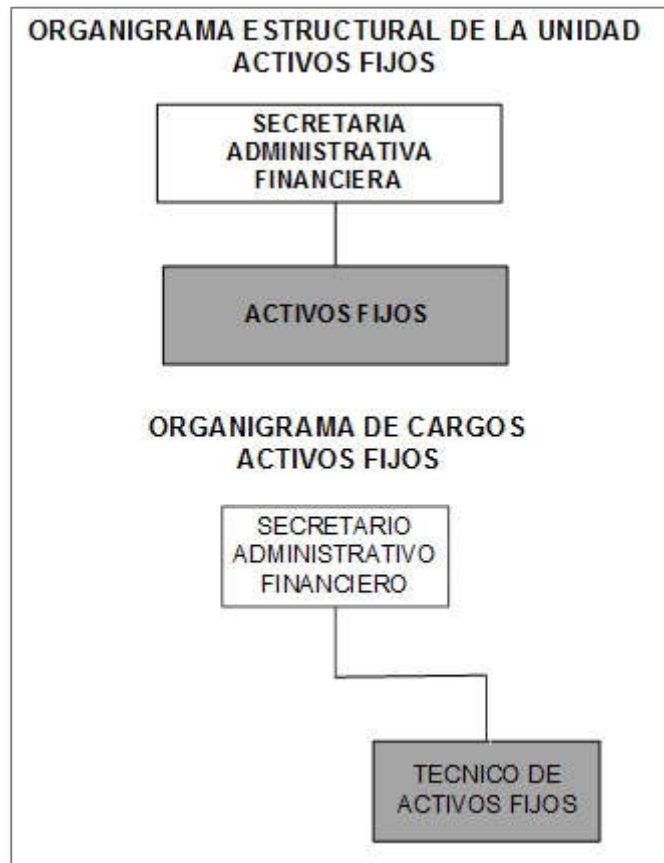 ORGANIGRAMA ESTRUCTURAL DE LA UNIDAD
ACTIVOS FIJOS
SECRETARIA
ADMINISTRATIVA
FINANCIERA
ACTIVOS FIJOS
ORGANIGRAMA DE CARGOS
ACTIVOS FIJOS
SECRETARIO
ADMINISTRATIVO
FINANCIERO
TECNICO DE
ACTIVOS FIJOS